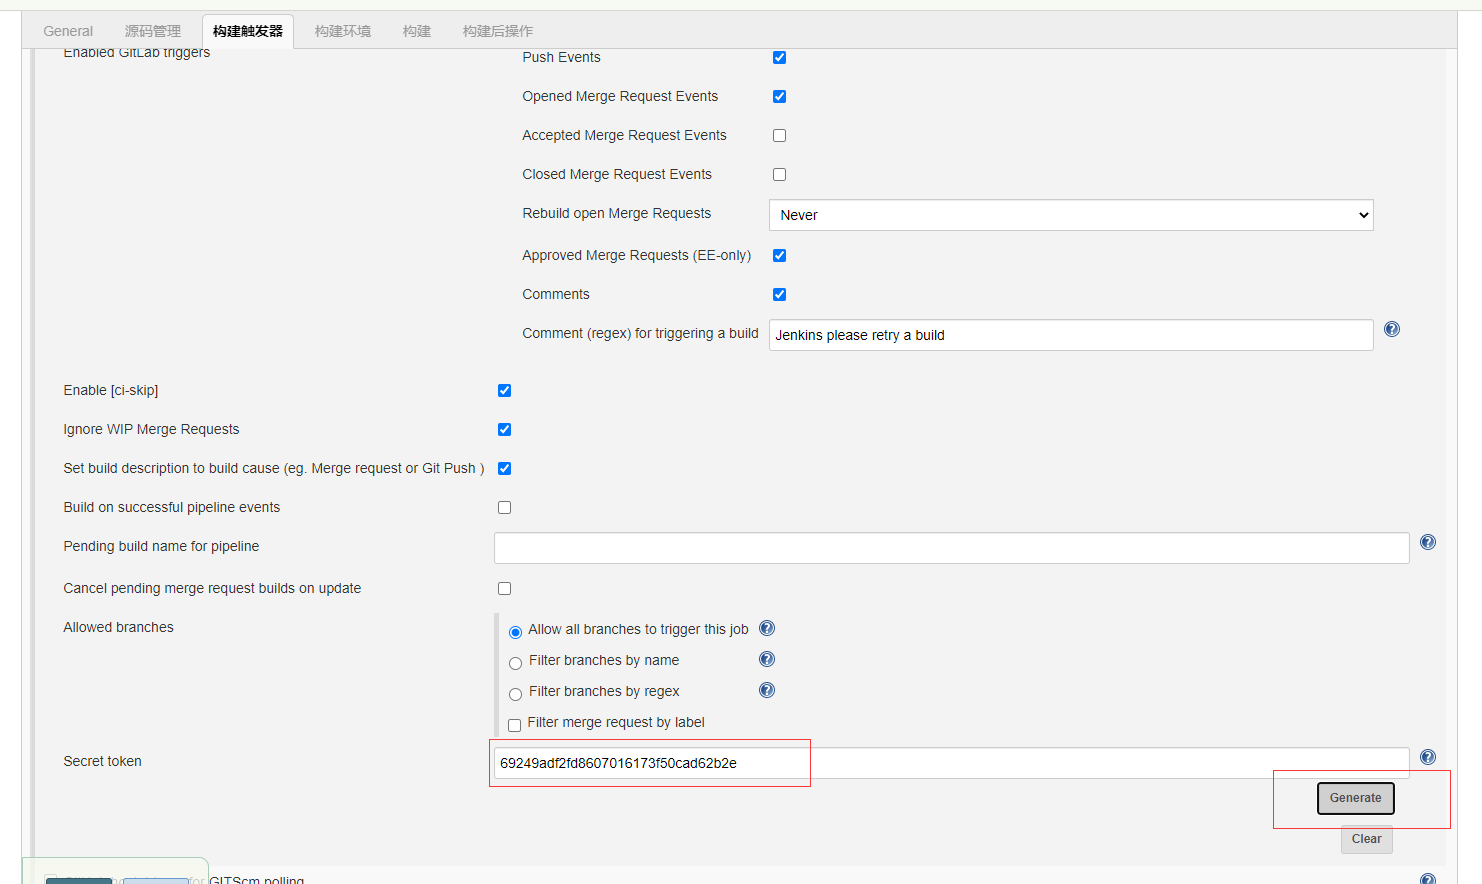 General 源码管理 构建触发器 构建环境 构建 构建后操作
Enabled GitLab triggers
Push Events
Opened Merge Request Events
Accepted Merge Request Events
Closed Merge Request Events
Rebuild open Merge Requests Never
Approved Merge Requests (EE-only)
Comments
Comment (regex) for triggering a build Jenkins please retry a build
Enable [ci-skip]
Ignore WIP Merge Requests
Set build description to build cause (eg. Merge request or Git Push )
Build on successful pipeline events
Pending build name for pipeline
Cancel pending merge request builds on update
Allowed branches
Allow all branches to trigger this job
Filter branches by name
Filter branches by regex
Filter merge request by label
Secret token 69249adf2fd8607016173f50cad62b2e
Generate
Clear
for GITScm polling